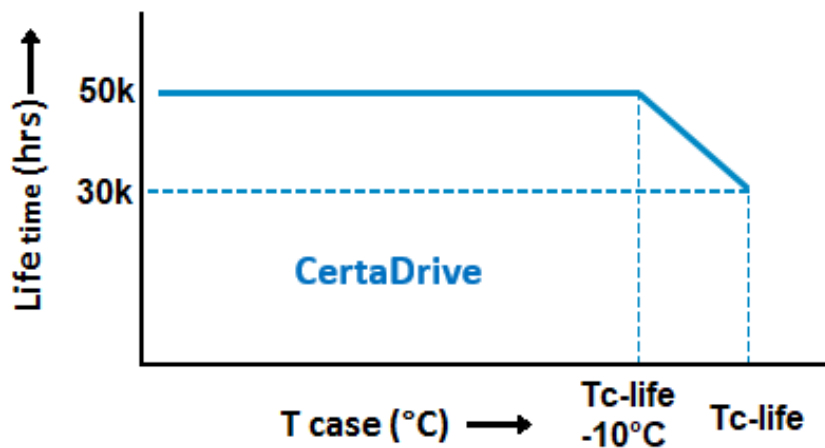 Life time (hrs)
50k
30k
CertaDrive
T case (°C)
Tc-life
-10°C
Tc-life